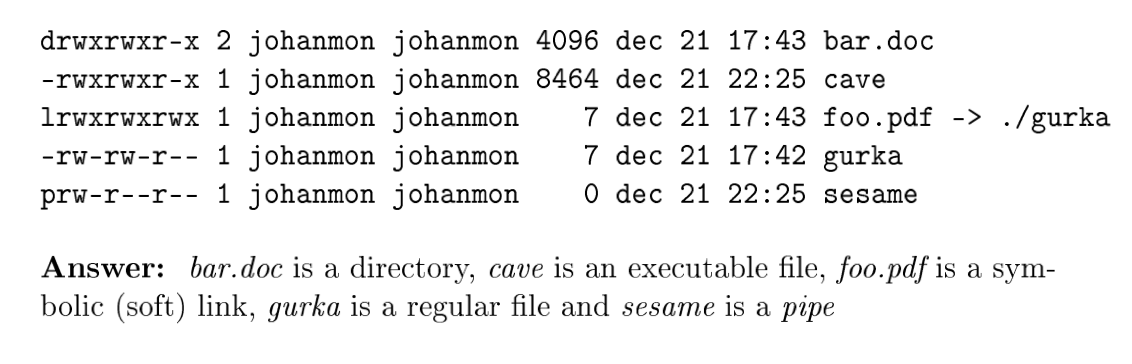 drwxrwxr-x 2 johanmon johanmon 4096 dec 21 17:43 bar.doc
-rwxrwxr-x 1 johanmon johanmon 8464 dec 21 22:25 cave
lrwxrwxrwx 1 johanmon johanmon    7 dec 21 17:43 foo.pdf -> ./gurka
-rw-rw-r-- 1 johanmon johanmon    7 dec 21 17:42 gurka
prw-r--r-- 1 johanmon johanmon    0 dec 21 22:25 sesame
Answer: bar.doc is a directory, cave is an executable file, foo.pdf is a sym-
bolic (soft) link, gurka is a regular file and sesame is a pipe